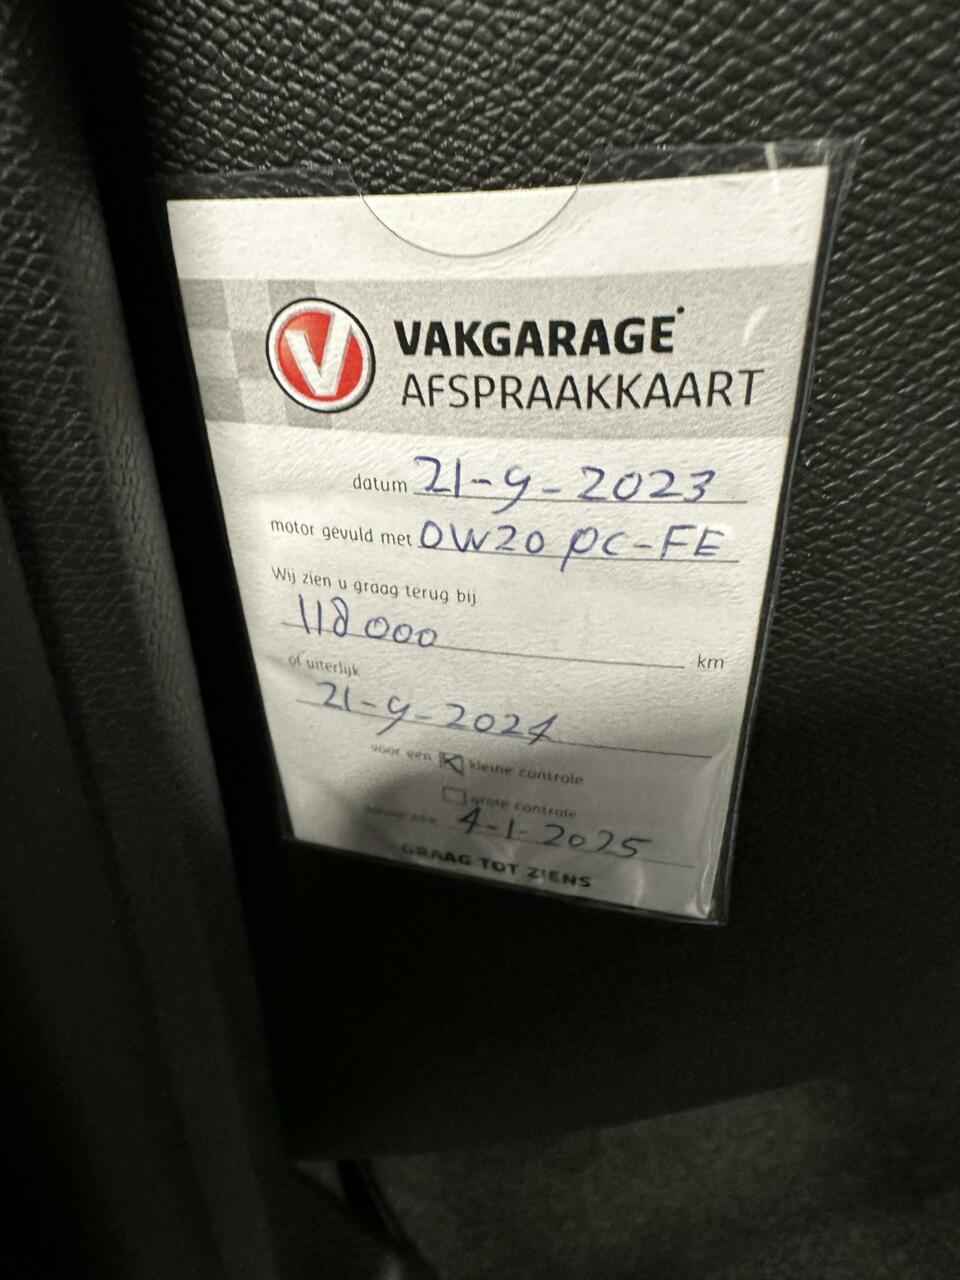 V
VAKGARAGE
AFSPRAAKKAART
datum 21-9-2023
motor gevuld met 0W20 PC-FE
Wij zien u graag terug bij
118000 km
of uiterlijk
21-9-2024
voor een kleine controle
grote controle
4-1-2025
GRAAG TOT ZIENS